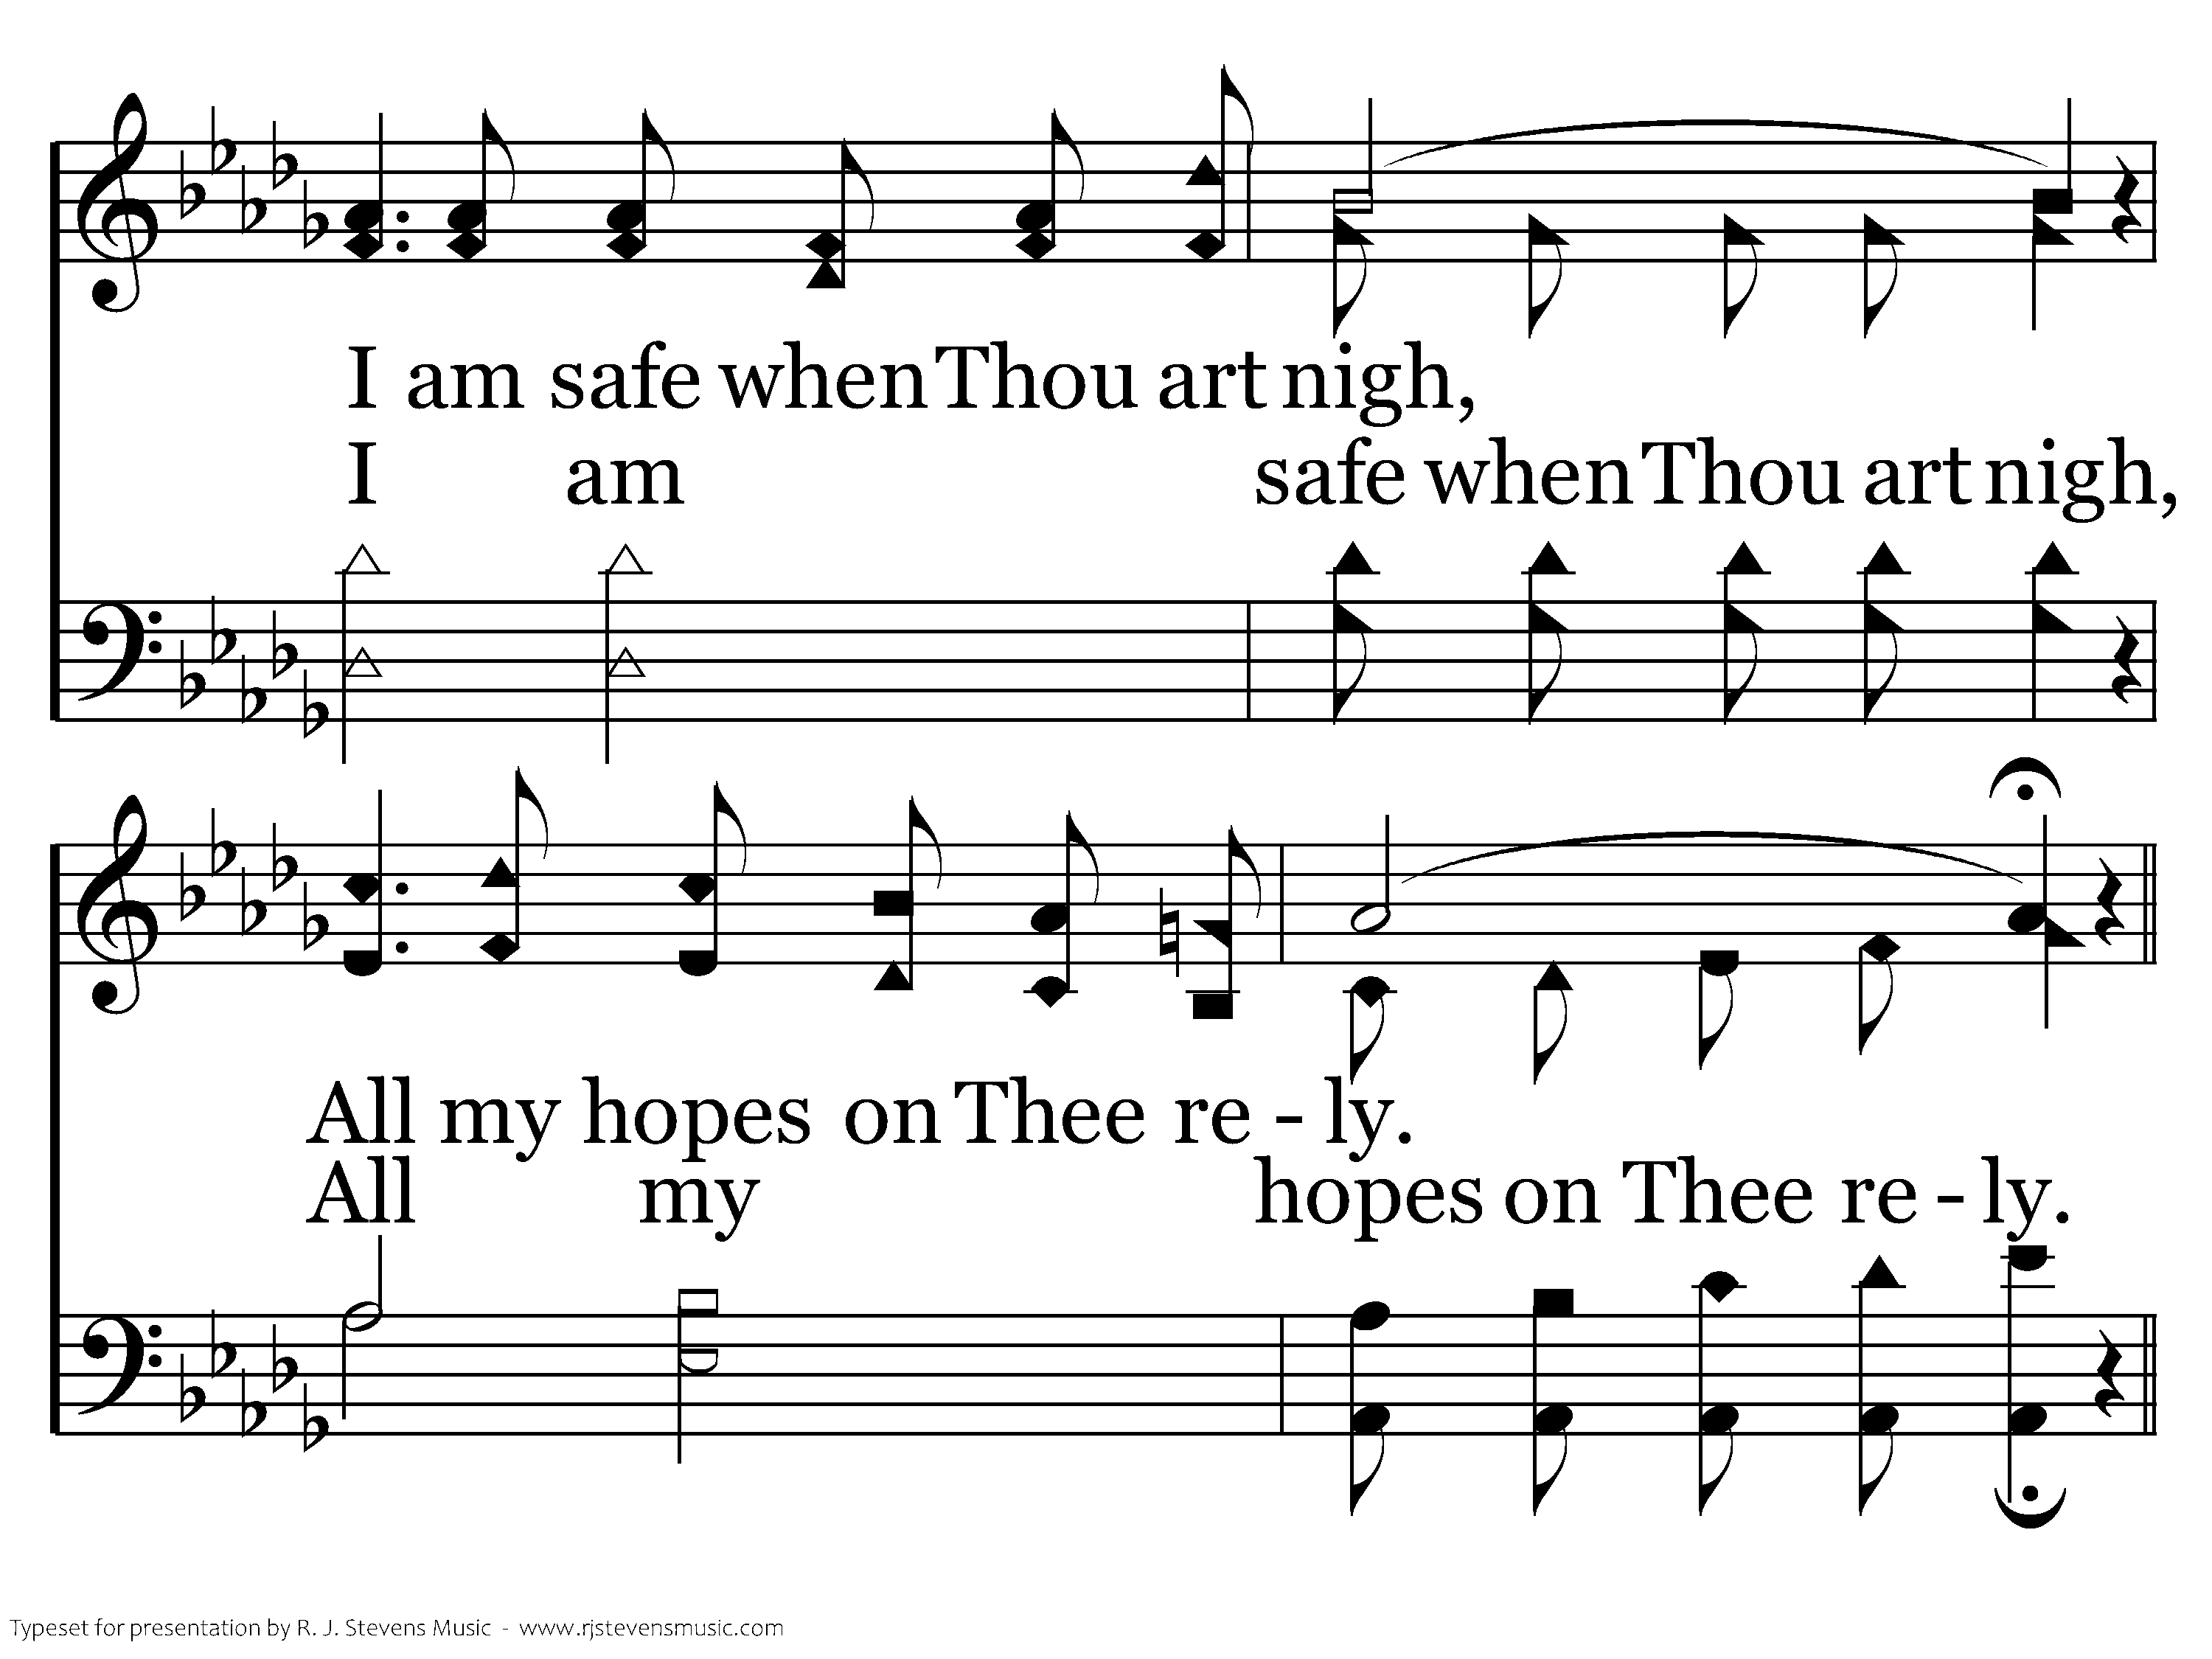 I am safe when Thou art nigh,
I am safe when Thou art nigh,
All my hopes on Thee re - ly.
All my hopes on Thee re - ly.
Typeset for presentation by R. J. Stevens Music - www.rjstevensmusic.com